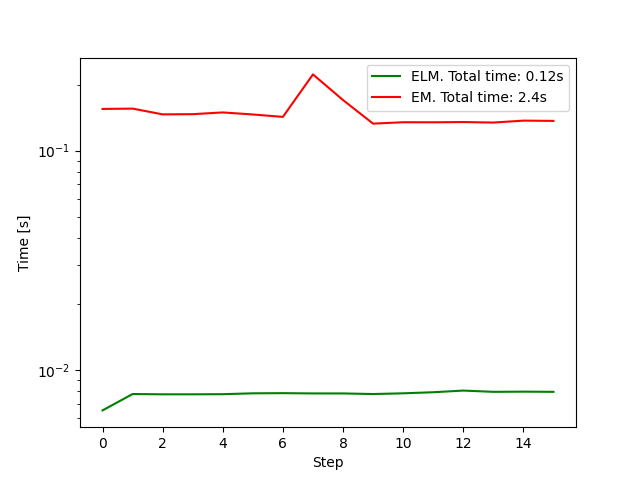 ELM. Total time: 0.12s
EM. Total time: 2.4s
10⁻¹
10⁻²
Time [s]
0 2 4 6 8 10 12 14
Step